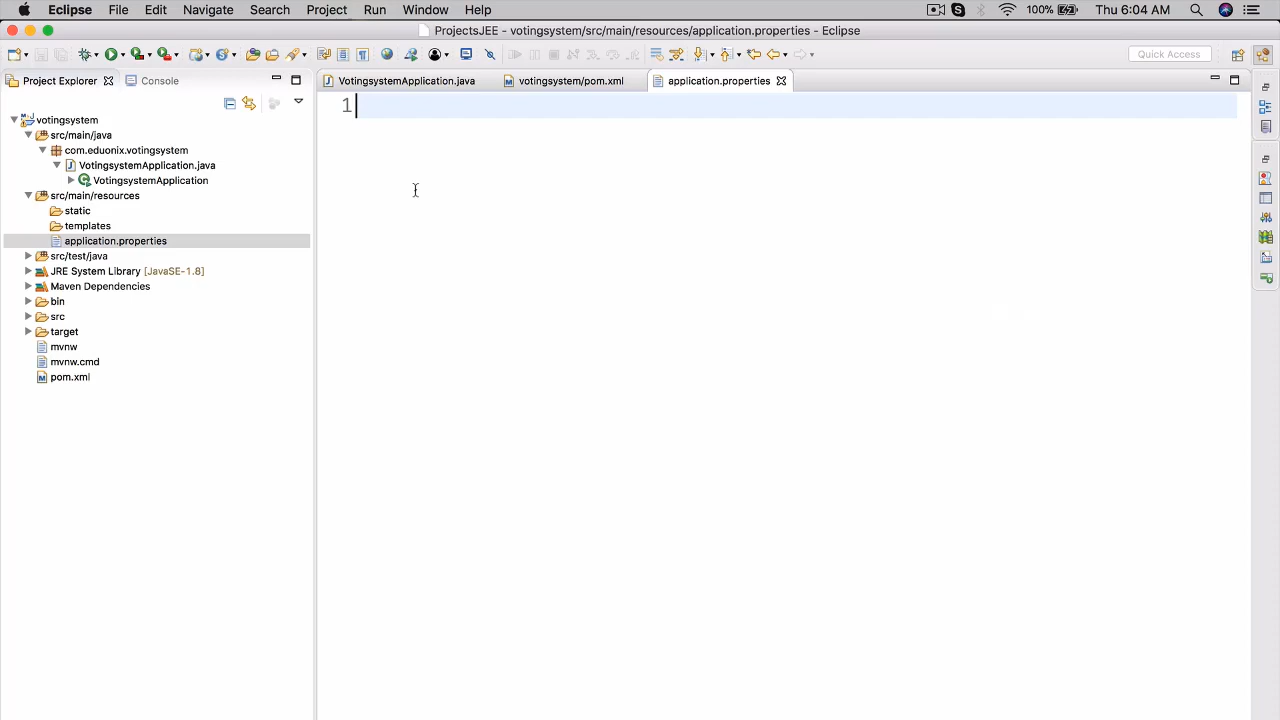 Eclipse File Edit Navigate Search Project Run Window Help 100% Thu 6:04 AM
ProjectsJEE - votingsystem/src/main/resources/application.properties - Eclipse
Quick Access
Project Explorer Console VotingsystemApplication.java votingsystem/pom.xml application.properties
1
votingsystem
src/main/java
com.eduonix.votingsystem
VotingsystemApplication.java
VotingsystemApplication
src/main/resources
static
templates
application.properties
src/test/java
JRE System Library [JavaSE-1.8]
Maven Dependencies
bin
src
target
mvnw
mvnw.cmd
pom.xml